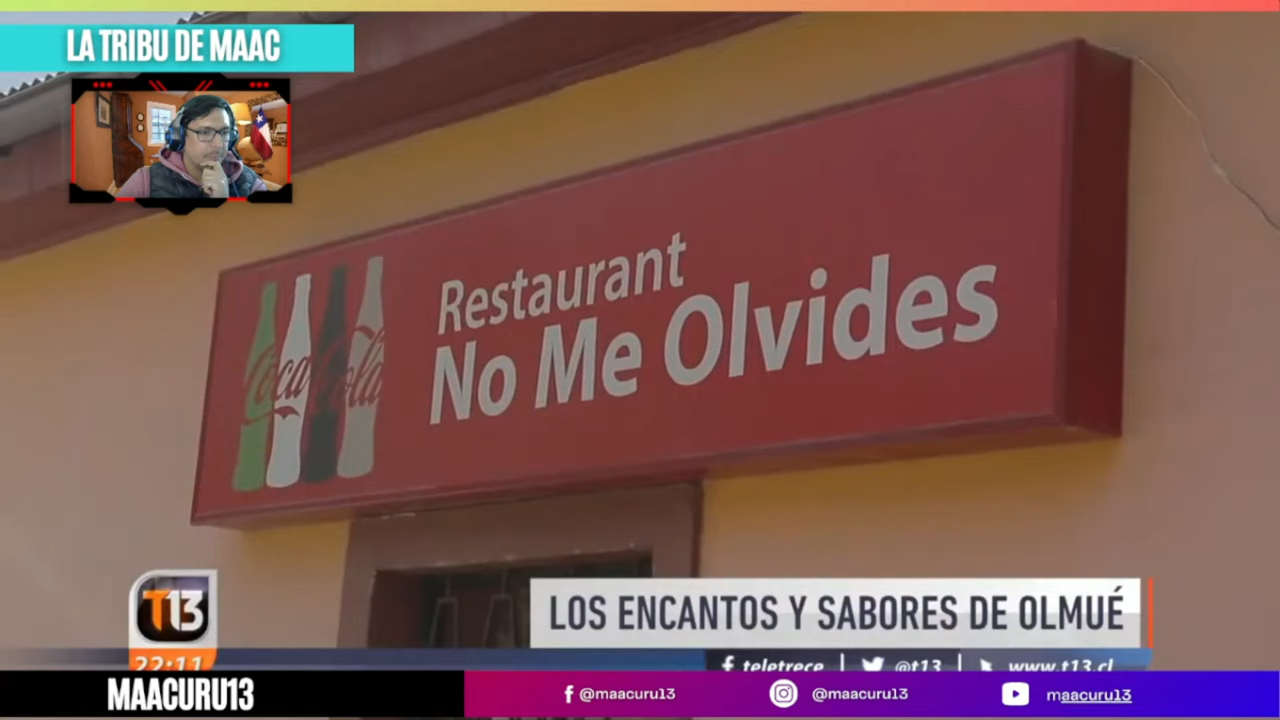 LA TRIBU DE MAAC
Restaurant
No Me Olvides
Coca Cola
T13
22:11
LOS ENCANTOS Y SABORES DE OLMUÉ
teletrece | @t13 | www.t13.cl
MAACURU13
@maacuru13
@maacuru13
maacuru13